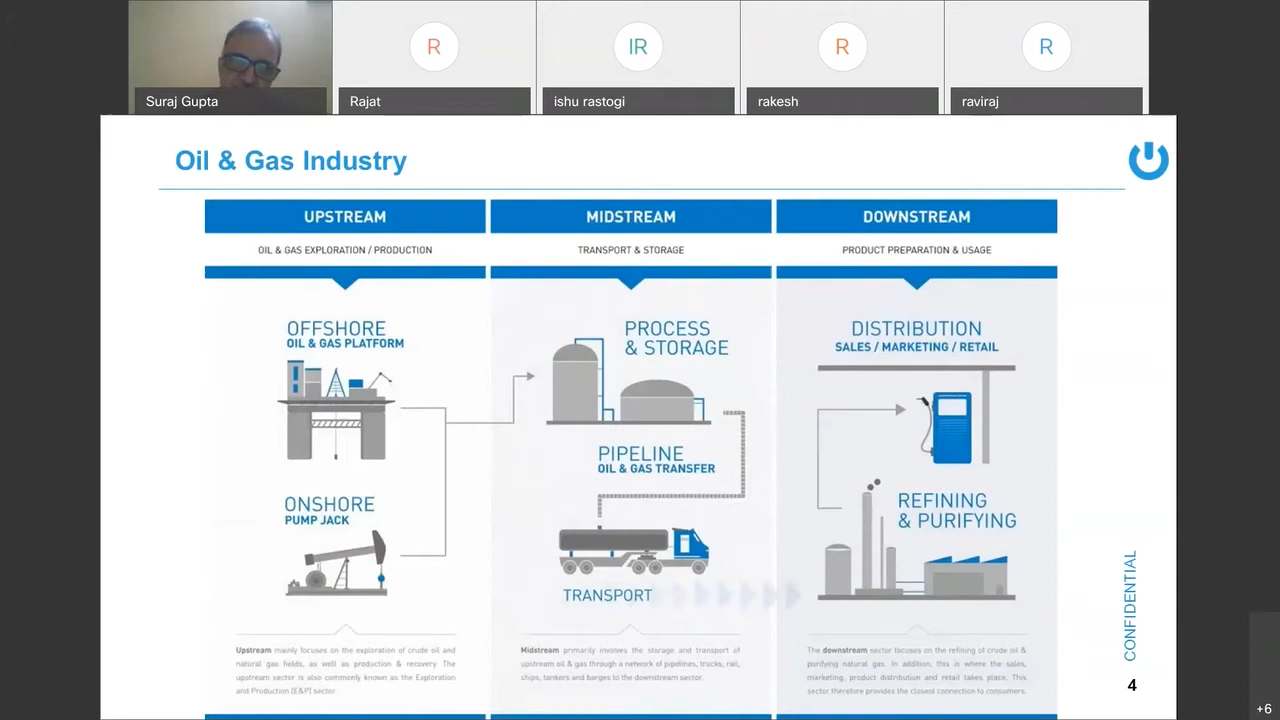 R
IR
R
R
Suraj Gupta
Rajat
ishu rastogi
rakesh
raviraj
Oil & Gas Industry
UPSTREAM
MIDSTREAM
DOWNSTREAM
OIL & GAS EXPLORATION / PRODUCTION
TRANSPORT & STORAGE
PRODUCT PREPARATION & USAGE
OFFSHORE
OIL & GAS PLATFORM
ONSHORE
PUMP JACK
PROCESS
& STORAGE
PIPELINE
OIL & GAS TRANSFER
TRANSPORT
DISTRIBUTION
SALES / MARKETING / RETAIL
REFINING
& PURIFYING
Upstream mainly focuses on the exploration of crude oil and
natural gas fields, as well as production & recovery. The
upstream sector is also commonly known as the Exploration
and Production (E&P) sector.
Midstream primarily involves the storage and transport of
upstream oil & gas through a network of pipelines, trucks, rail,
ships, tankers and barges to the downstream sector.
The downstream sector focuses on the refining of crude oil &
purifying natural gas. In addition, this is where the sales,
marketing, product distribution and retail takes place. This
sector therefore provides the closest connection to consumers.
CONFIDENTIAL
4
+6